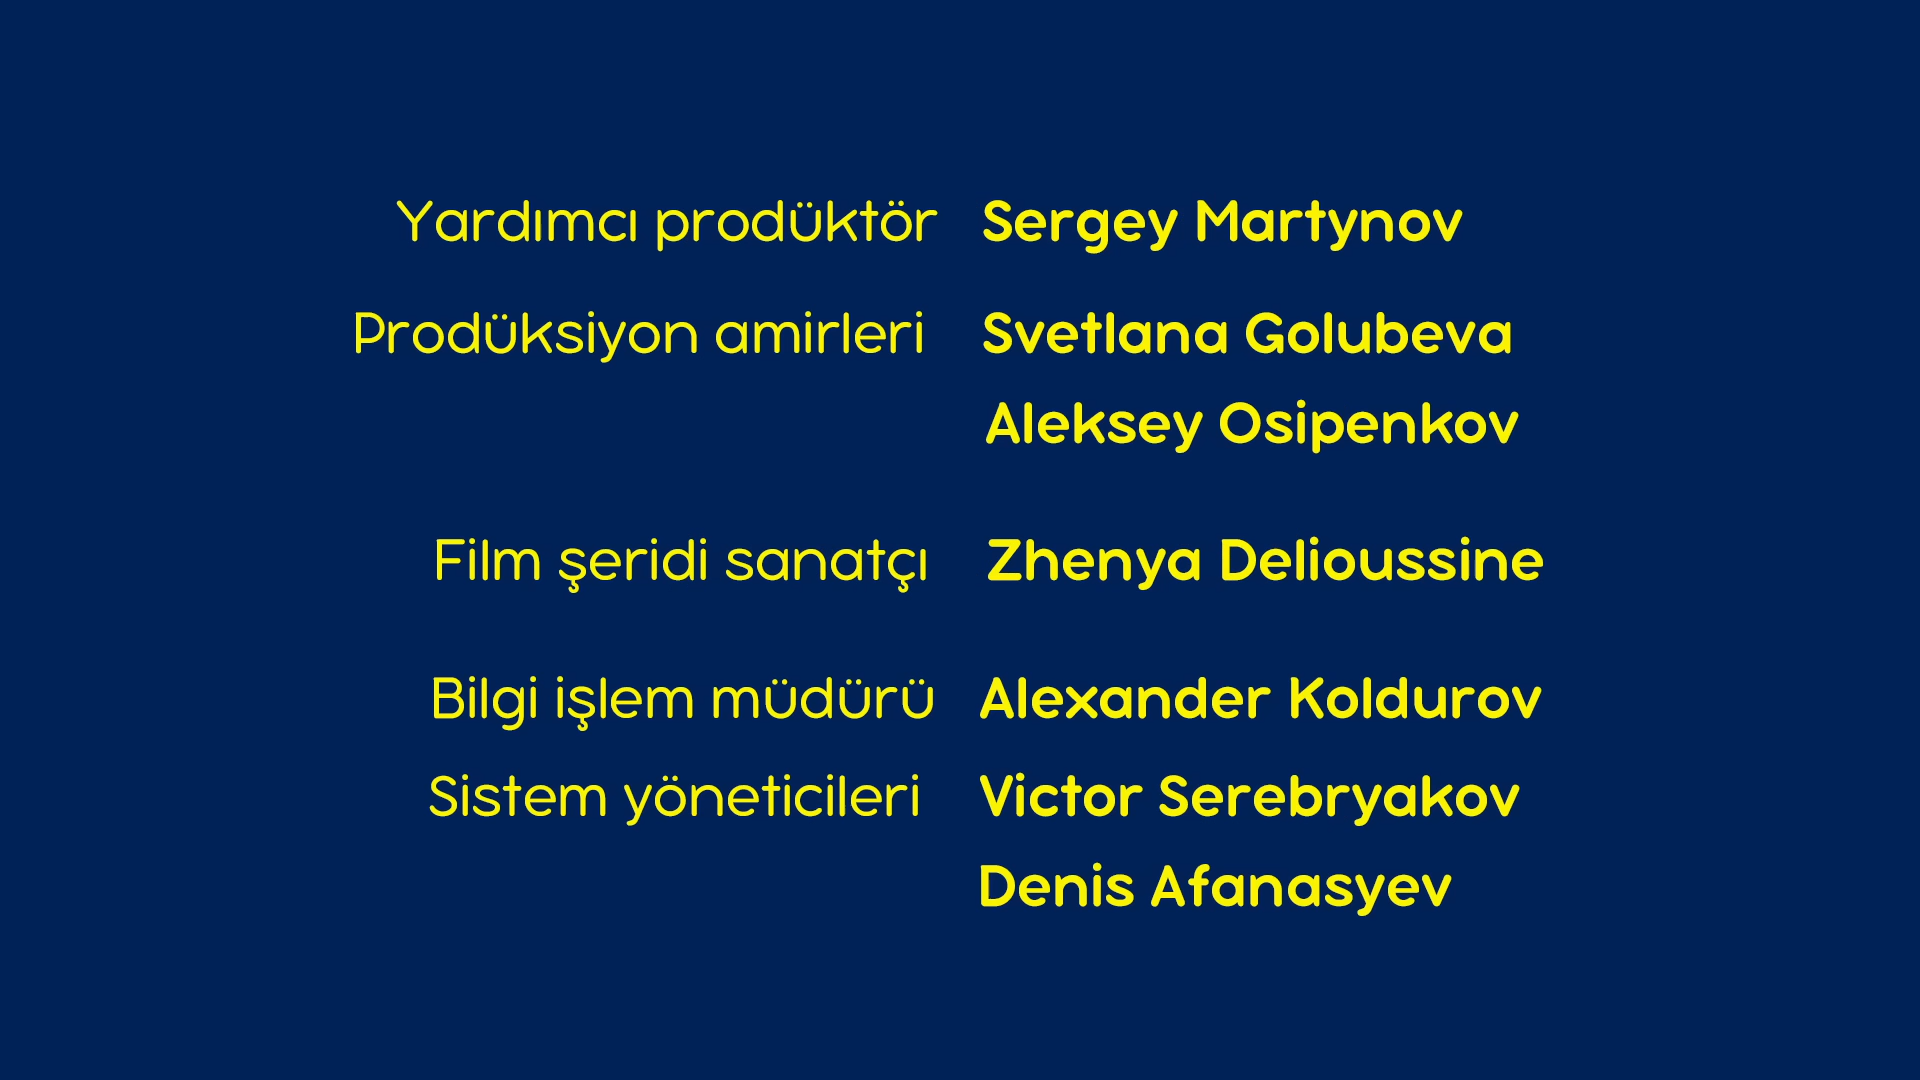 Yardımcı prodüktör Sergey Martynov
Prodüksiyon amirleri Svetlana Golubeva
Aleksey Osipenkov
Film şeridi sanatçı Zhenya Delioussine
Bilgi işlem müdürü Alexander Koldurov
Sistem yöneticileri Victor Serebryakov
Denis Afanasyev